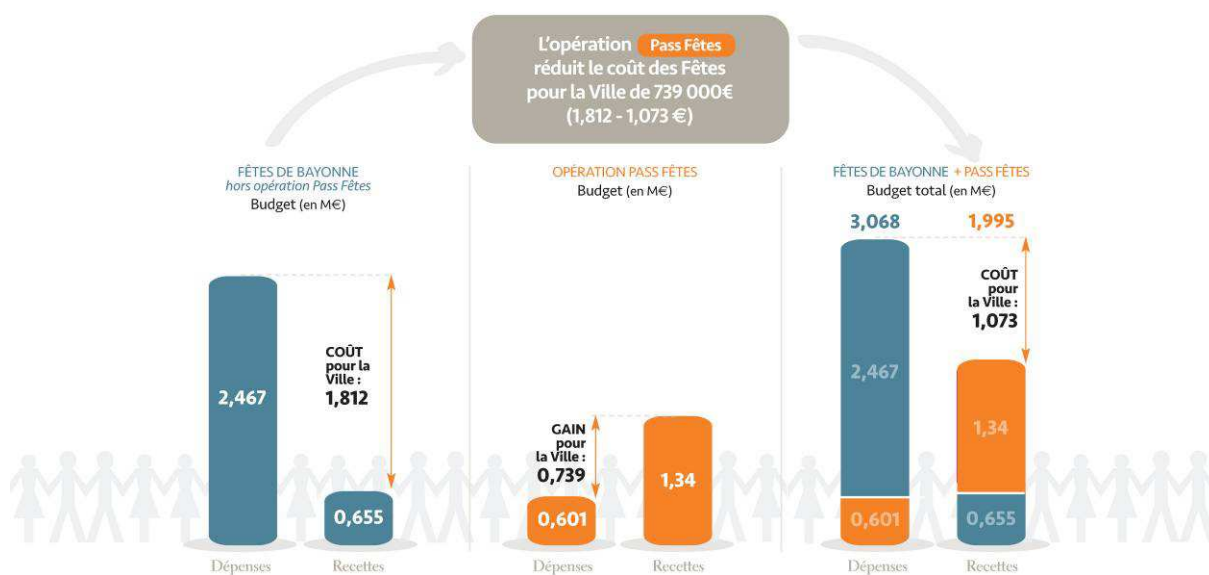 L'opération Pass Fêtes
réduit le coût des Fêtes
pour la Ville de 739 000€
(1,812 - 1,073 €)
FÊTES DE BAYONNE
hors opération Pass Fêtes
Budget (en M€)
COÛT
pour la
Ville :
1,812
2,467
0,655
Dépenses
Recettes
OPÉRATION PASS FÊTES
Budget (en M€)
GAIN
pour
la Ville :
0,739
0,601
1,34
Dépenses
Recettes
FÊTES DE BAYONNE + PASS FÊTES
Budget total (en M€)
3,068
1,995
COÛT
pour
la Ville :
1,073
2,467
1,34
0,601
0,655
Dépenses
Recettes